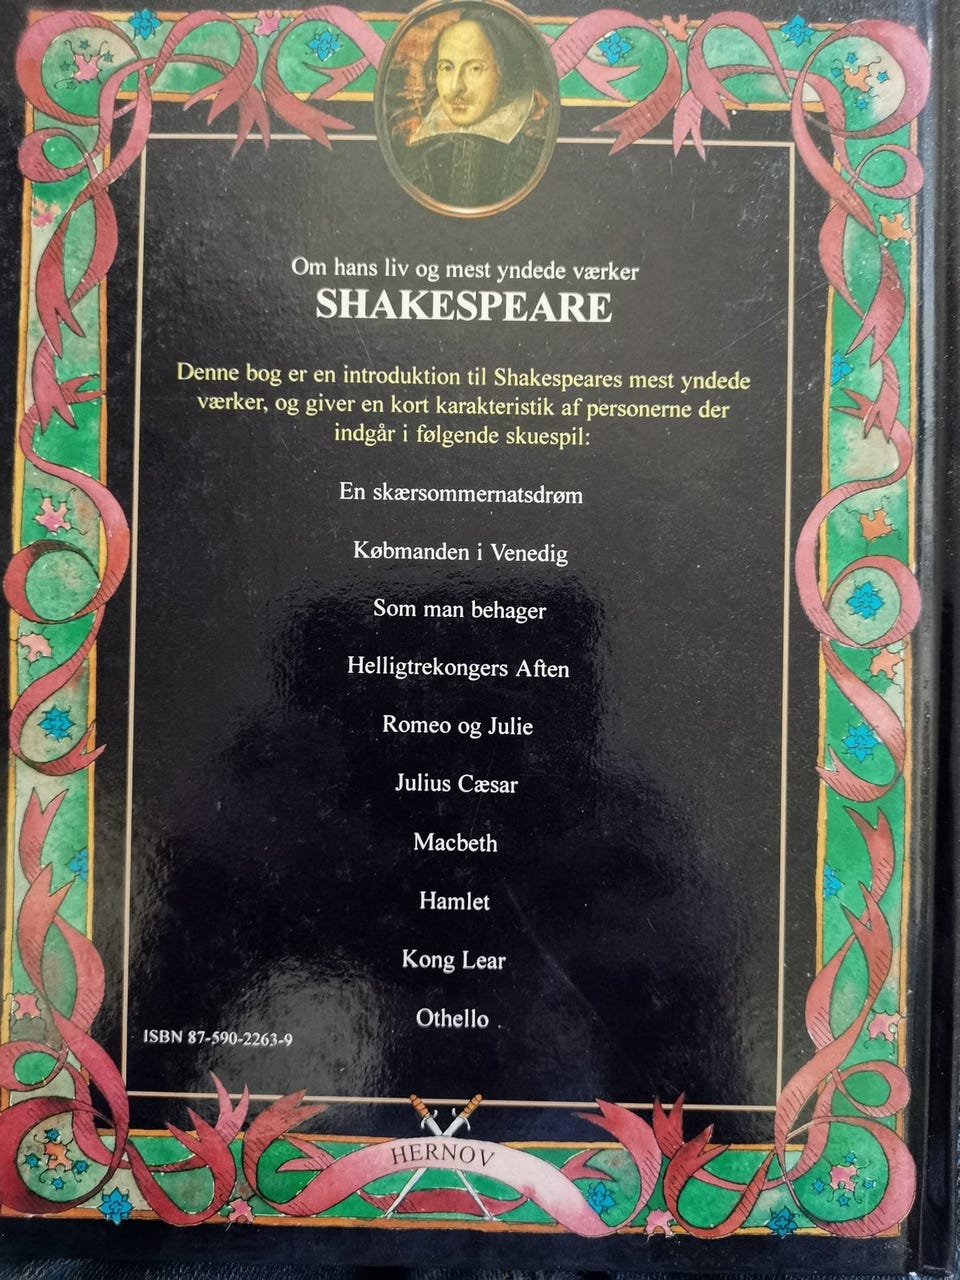 Om hans liv og mest yndede værker
SHAKESPEARE
Denne bog er en introduktion til Shakespeares mest yndede
værker, og giver en kort karakteristik af personerne der
indgår i følgende skuespil:
En skærsommernatsdrøm
Købmanden i Venedig
Som man behager
Helligtrekongers Aften
Romeo og Julie
Julius Cæsar
Macbeth
Hamlet
Kong Lear
Othello
ISBN 87-590-2263-9
HERNOV